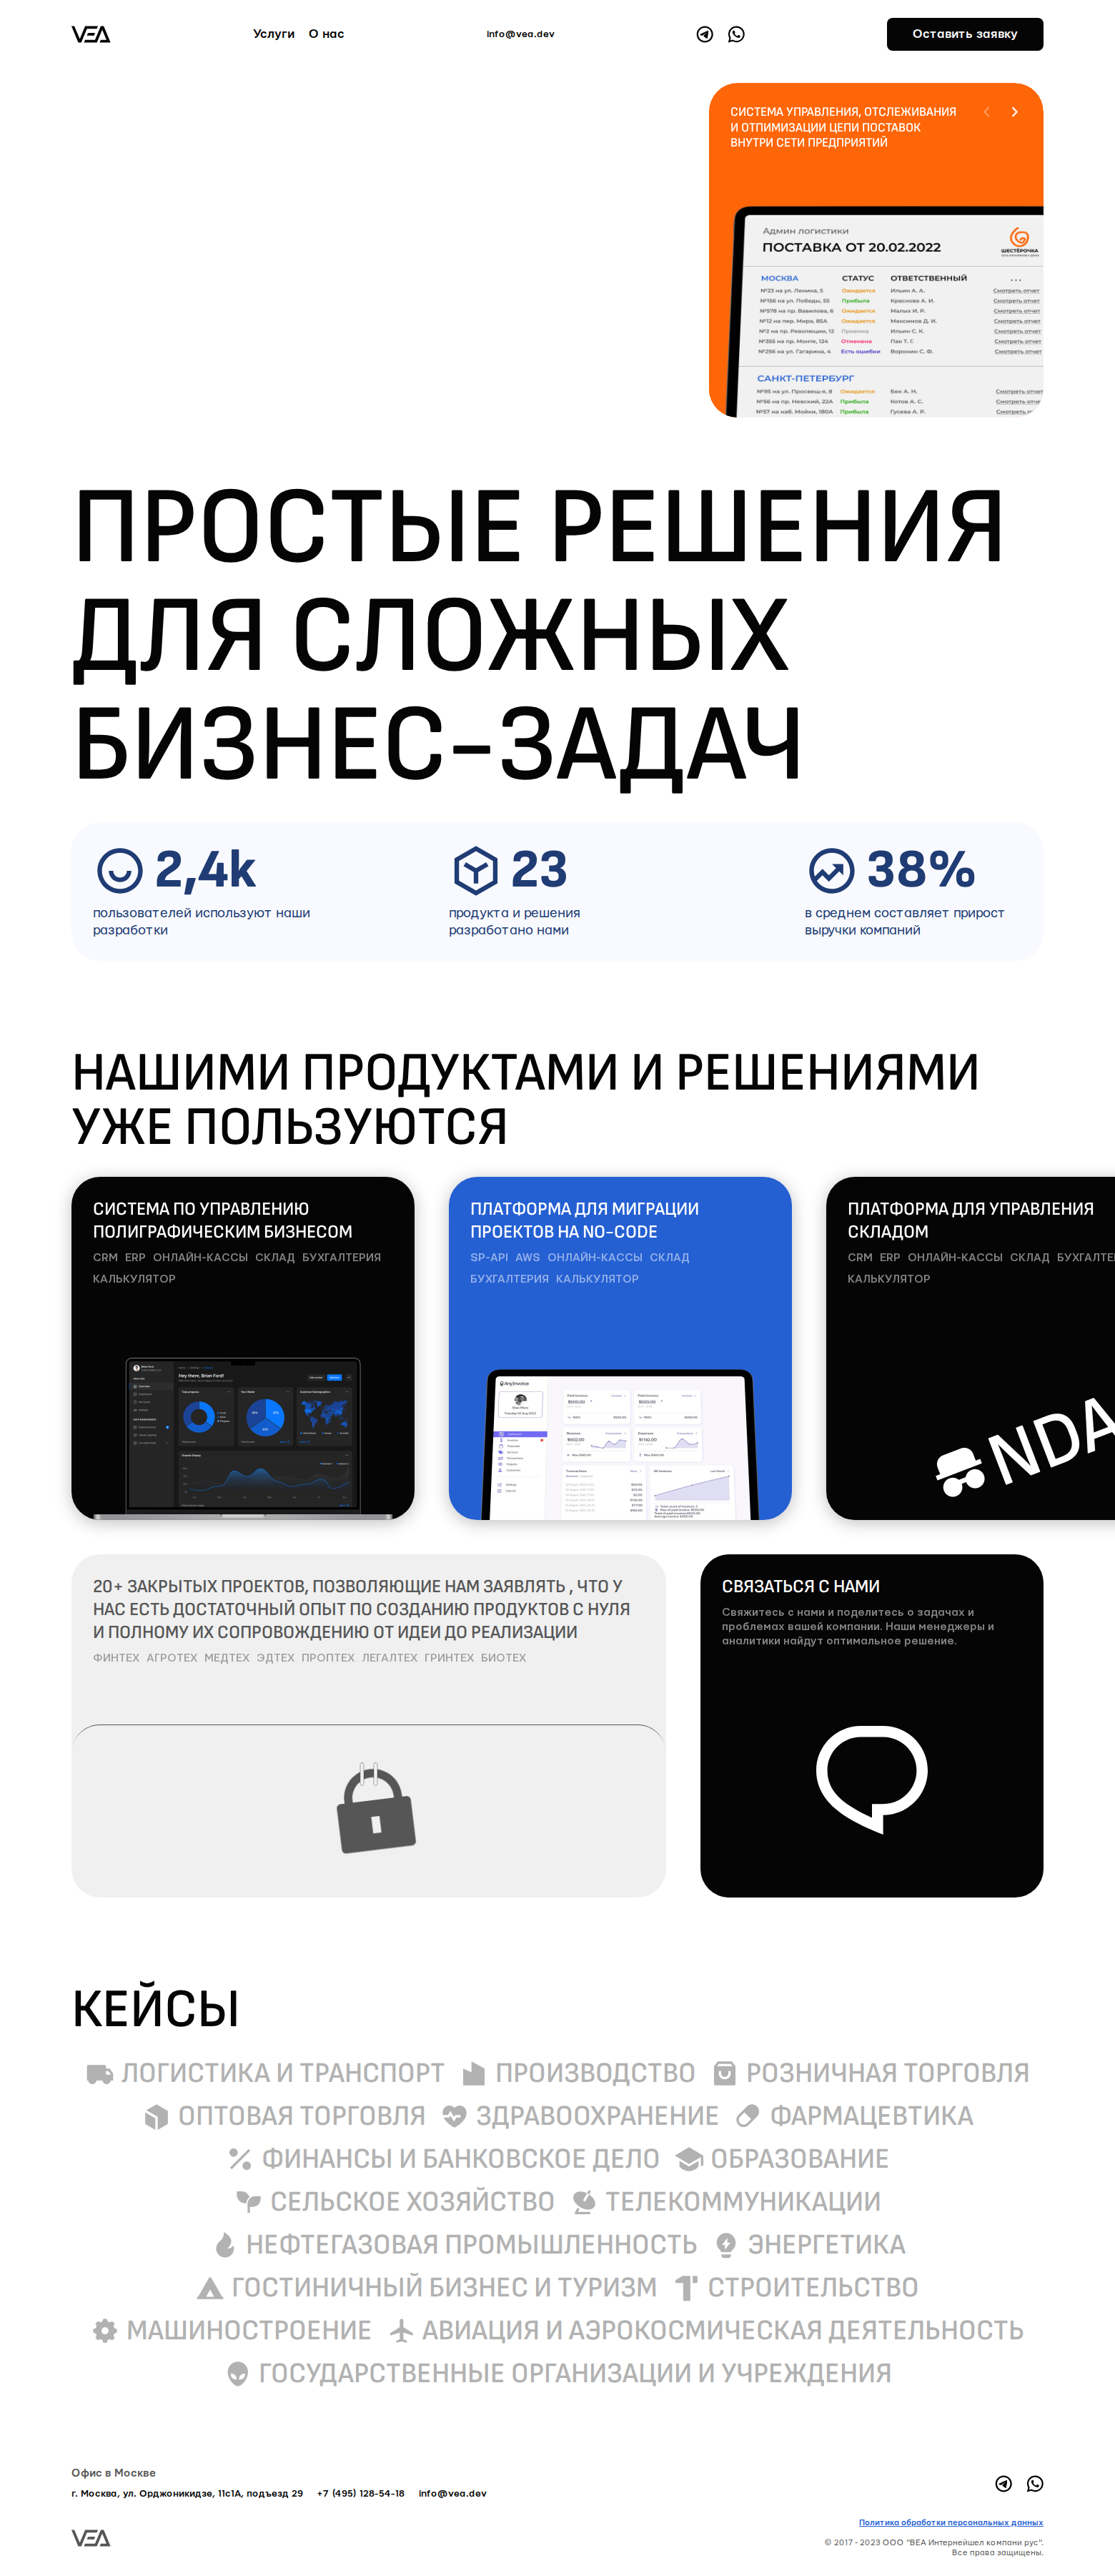 VEA
Услуги О нас
info@vea.dev
Оставить заявку
СИСТЕМА УПРАВЛЕНИЯ, ОТСЛЕЖИВАНИЯ
И ОТПИМИЗАЦИИ ЦЕПИ ПОСТАВОК
ВНУТРИ СЕТИ ПРЕДПРИЯТИЙ
Админ логистики
ПОСТАВКА ОТ 20.02.2022
ШЕСТЁРОЧКА
МОСКВА СТАТУС ОТВЕТСТВЕННЫЙ ...
№23 на ул. Ленина, 5 Ожидается Ильин А. А. Смотреть отчет
№156 на ул. Победы, 55 Прибыла Краснова А. И. Смотреть отчет
№578 на пр. Вавилова, 6 Ожидается Малых И. Р. Смотреть отчет
№12 на пер. Мира, 85А Ожидается Максимов Д. И. Смотреть отчет
№2 на пр. Революции, 12 Приемка Ильин С. К. Смотреть отчет
№355 на пр. Монте, 124 Отменена Пак Т. Г. Смотреть отчет
№256 на ул. Гагарина, 4 Есть ошибки Воронин С. Ф. Смотреть отчет
САНКТ-ПЕТЕРБУРГ
№95 на ул. Просвещ-я, 8 Ожидается Бек А. Н. Смотреть отчет
№56 на пр. Невский, 22А Прибыла Котов А. С. Смотреть отче
№57 на наб. Мойки, 180А Прибыла Гусева А. Р. Смотреть
ПРОСТЫЕ РЕШЕНИЯ
ДЛЯ СЛОЖНЫХ
БИЗНЕС-ЗАДАЧ
2,4k 23 38%
пользователей используют наши
разработки
продукта и решения
разработано нами
в среднем составляет прирост
выручки компаний
НАШИМИ ПРОДУКТАМИ И РЕШЕНИЯМИ
УЖЕ ПОЛЬЗУЮТСЯ
СИСТЕМА ПО УПРАВЛЕНИЮ
ПОЛИГРАФИЧЕСКИМ БИЗНЕСОМ
CRM ERP ОНЛАЙН-КАССЫ СКЛАД БУХГАЛТЕРИЯ
КАЛЬКУЛЯТОР
Hey there, Brian Ford!
ПЛАТФОРМА ДЛЯ МИГРАЦИИ
ПРОЕКТОВ НА NO-CODE
SP-API AWS ОНЛАЙН-КАССЫ СКЛАД
БУХГАЛТЕРИЯ КАЛЬКУЛЯТОР
AnyInvoice
ПЛАТФОРМА ДЛЯ УПРАВЛЕНИЯ
СКЛАДОМ
CRM ERP ОНЛАЙН-КАССЫ СКЛАД БУХГАЛТЕ
КАЛЬКУЛЯТОР
NDA
20+ ЗАКРЫТЫХ ПРОЕКТОВ, ПОЗВОЛЯЮЩИЕ НАМ ЗАЯВЛЯТЬ , ЧТО У
НАС ЕСТЬ ДОСТАТОЧНЫЙ ОПЫТ ПО СОЗДАНИЮ ПРОДУКТОВ С НУЛЯ
И ПОЛНОМУ ИХ СОПРОВОЖДЕНИЮ ОТ ИДЕИ ДО РЕАЛИЗАЦИИ
ФИНТЕХ АГРОТЕХ МЕДТЕХ ЭДТЕХ ПРОПТЕХ ЛЕГАЛТЕХ ГРИНТЕХ БИОТЕХ
СВЯЗАТЬСЯ С НАМИ
Свяжитесь с нами и поделитесь о задачах и
проблемах вашей компании. Наши менеджеры и
аналитики найдут оптимальное решение.
КЕЙСЫ
ЛОГИСТИКА И ТРАНСПОРТ ПРОИЗВОДСТВО РОЗНИЧНАЯ ТОРГОВЛЯ
ОПТОВАЯ ТОРГОВЛЯ ЗДРАВООХРАНЕНИЕ ФАРМАЦЕВТИКА
ФИНАНСЫ И БАНКОВСКОЕ ДЕЛО ОБРАЗОВАНИЕ
СЕЛЬСКОЕ ХОЗЯЙСТВО ТЕЛЕКОММУНИКАЦИИ
НЕФТЕГАЗОВАЯ ПРОМЫШЛЕННОСТЬ ЭНЕРГЕТИКА
ГОСТИНИЧНЫЙ БИЗНЕС И ТУРИЗМ СТРОИТЕЛЬСТВО
МАШИНОСТРОЕНИЕ АВИАЦИЯ И АЭРОКОСМИЧЕСКАЯ ДЕЯТЕЛЬНОСТЬ
ГОСУДАРСТВЕННЫЕ ОРГАНИЗАЦИИ И УЧРЕЖДЕНИЯ
Офис в Москве
г. Москва, ул. Орджоникидзе, 11с1А, подъезд 29 +7 (495) 128-54-18 info@vea.dev
Политика обработки персональных данных
VEA
© 2017 - 2023 ООО "ВЕА Интернейшел компани рус".
Все права защищены.